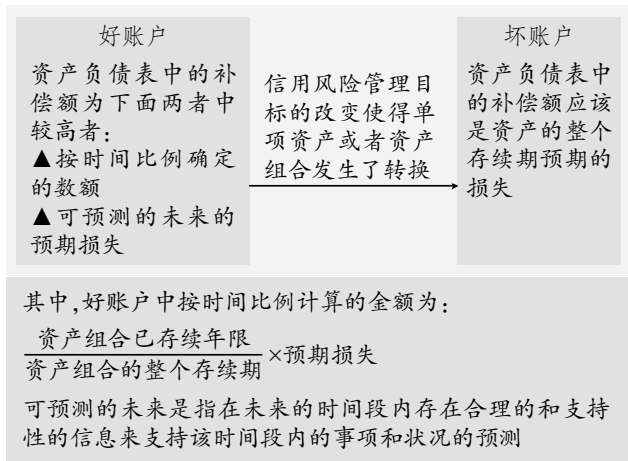 好账户
资产负债表中的补
偿额为下面两者中
较高者：
▲按时间比例确定
的数额
▲可预测的未来的
预期损失
信用风险管理目
标的改变使得单
项资产或者资产
组合发生了转换
坏账户
资产负债表中
的补偿额应该
是资产的整个
存续期预期的
损失
其中,好账户中按时间比例计算的金额为：
资产组合已存续年限
资产组合的整个存续期
×预期损失
可预测的未来是指在未来的时间段内存在合理的和支持
性的信息来支持该时间段内的事项和状况的预测